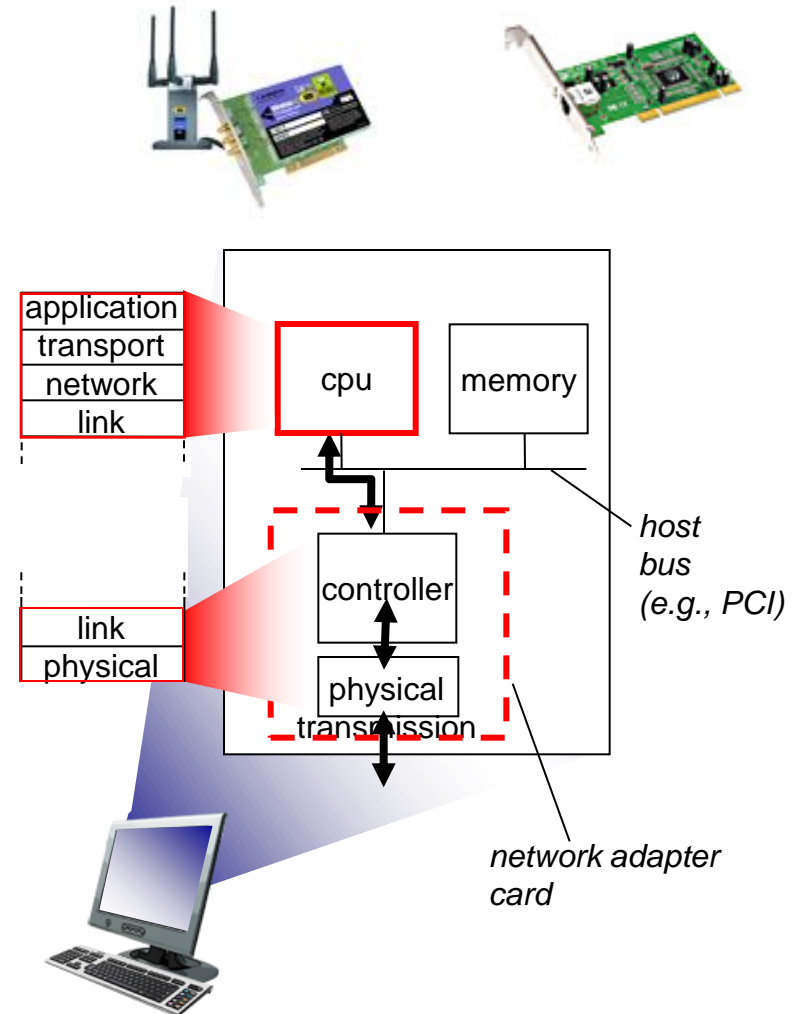 application
transport
network
link
cpu
memory
host
bus
(e.g., PCI)
controller
link
physical
physical
transmission
network adapter
card